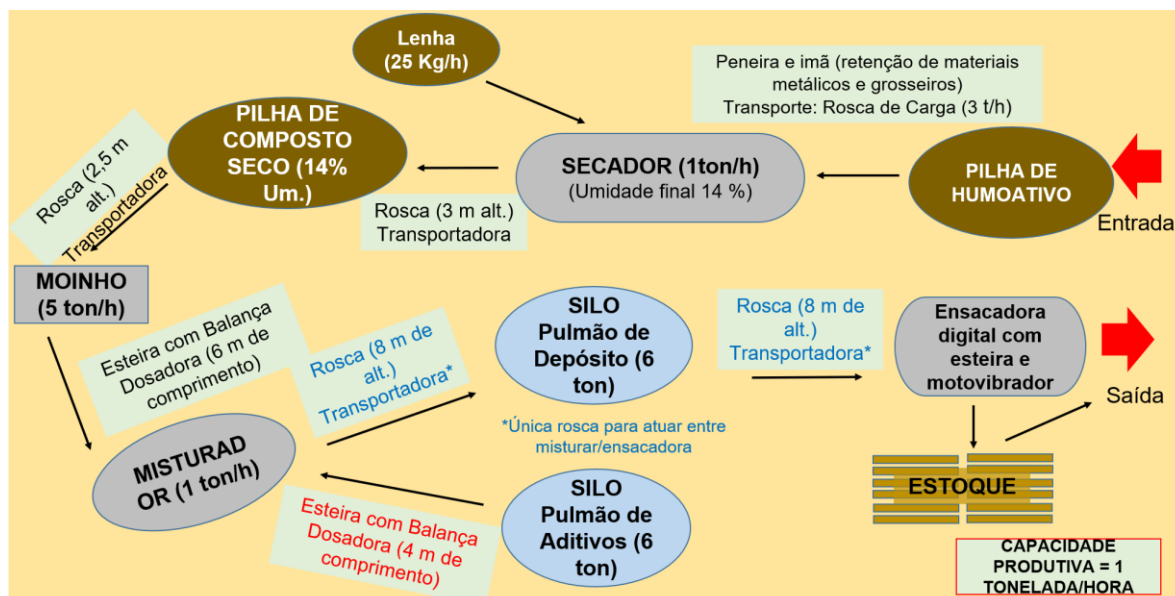 Lenha
(25 Kg/h)
Peneira e imã (retenção de materiais
metálicos e grosseiros)
Transporte: Rosca de Carga (3 t/h)
PILHA DE
COMPOSTO
SECO (14%
Um.)
SECADOR (1ton/h)
(Umidade final 14 %)
PILHA DE
HUMOATIVO
Entrada
Rosca (2,5 m
alt.)
Transportadora
Rosca (3 m alt.)
Transportadora
MOINHO
(5 ton/h)
Esteira com Balança
Dosadora (6 m de
comprimento)
Rosca (8 m de
alt.)
Transportadora*
SILO
Pulmão de
Depósito (6
ton)
Rosca (8 m de
alt.)
Transportadora*
Ensacadora
digital com
esteira e
motovibrador
Saída
*Única rosca para atuar entre
misturar/ensacadora
MISTURAD
OR (1 ton/h)
Esteira com Balança
Dosadora (4 m de
comprimento)
SILO
Pulmão de
Aditivos (6
ton)
ESTOQUE
CAPACIDADE
PRODUTIVA = 1
TONELADA/HORA